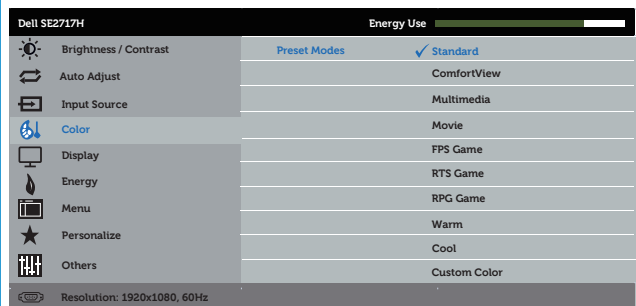 Dell SE2717H Energy Use
Brightness / Contrast Preset Modes Standard
Auto Adjust ComfortView
Input Source Multimedia
Color Movie
Display FPS Game
Energy RTS Game
Menu RPG Game
Personalize Warm
Cool
Others Custom Color
Resolution: 1920x1080, 60Hz